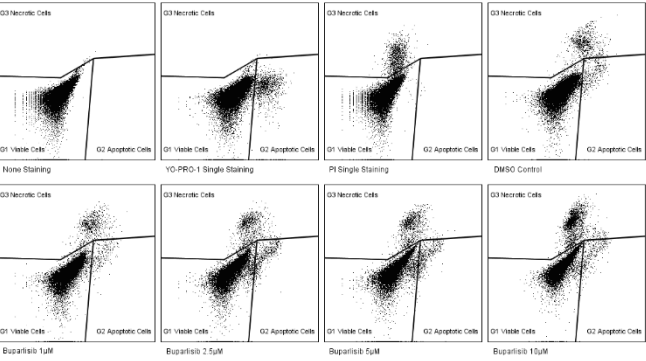 G3 Necrotic Cells
G1 Viable Cells
G2 Apoptotic Cells
None Staining
G3 Necrotic Cells
G1 Viable Cells
G2 Apoptotic Cells
YO-PRO-1 Single Staining
G3 Necrotic Cells
G1 Viable Cells
G2 Apoptotic Cells
PI Single Staining
G3 Necrotic Cells
G1 Viable Cells
G2 Apoptotic Cells
DMSO Control
G3 Necrotic Cells
G1 Viable Cells
G2 Apoptotic Cells
Buparlisib 1μM
G3 Necrotic Cells
G1 Viable Cells
G2 Apoptotic Cells
Buparlisib 2.5μM
G3 Necrotic Cells
G1 Viable Cells
G2 Apoptotic Cells
Buparlisib 5μM
G3 Necrotic Cells
G1 Viable Cells
G2 Apoptotic Cells
Buparlisib 10μM